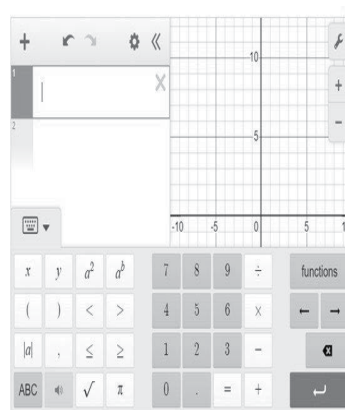 + «
1
10
+
2
−
5
-10 -5 0 5 1
x y a² aᵇ 7 8 9 ÷ functions
( ) < > 4 5 6 × ← →
|a| , ≤ ≥ 1 2 3 −
ABC √ π 0 . = +